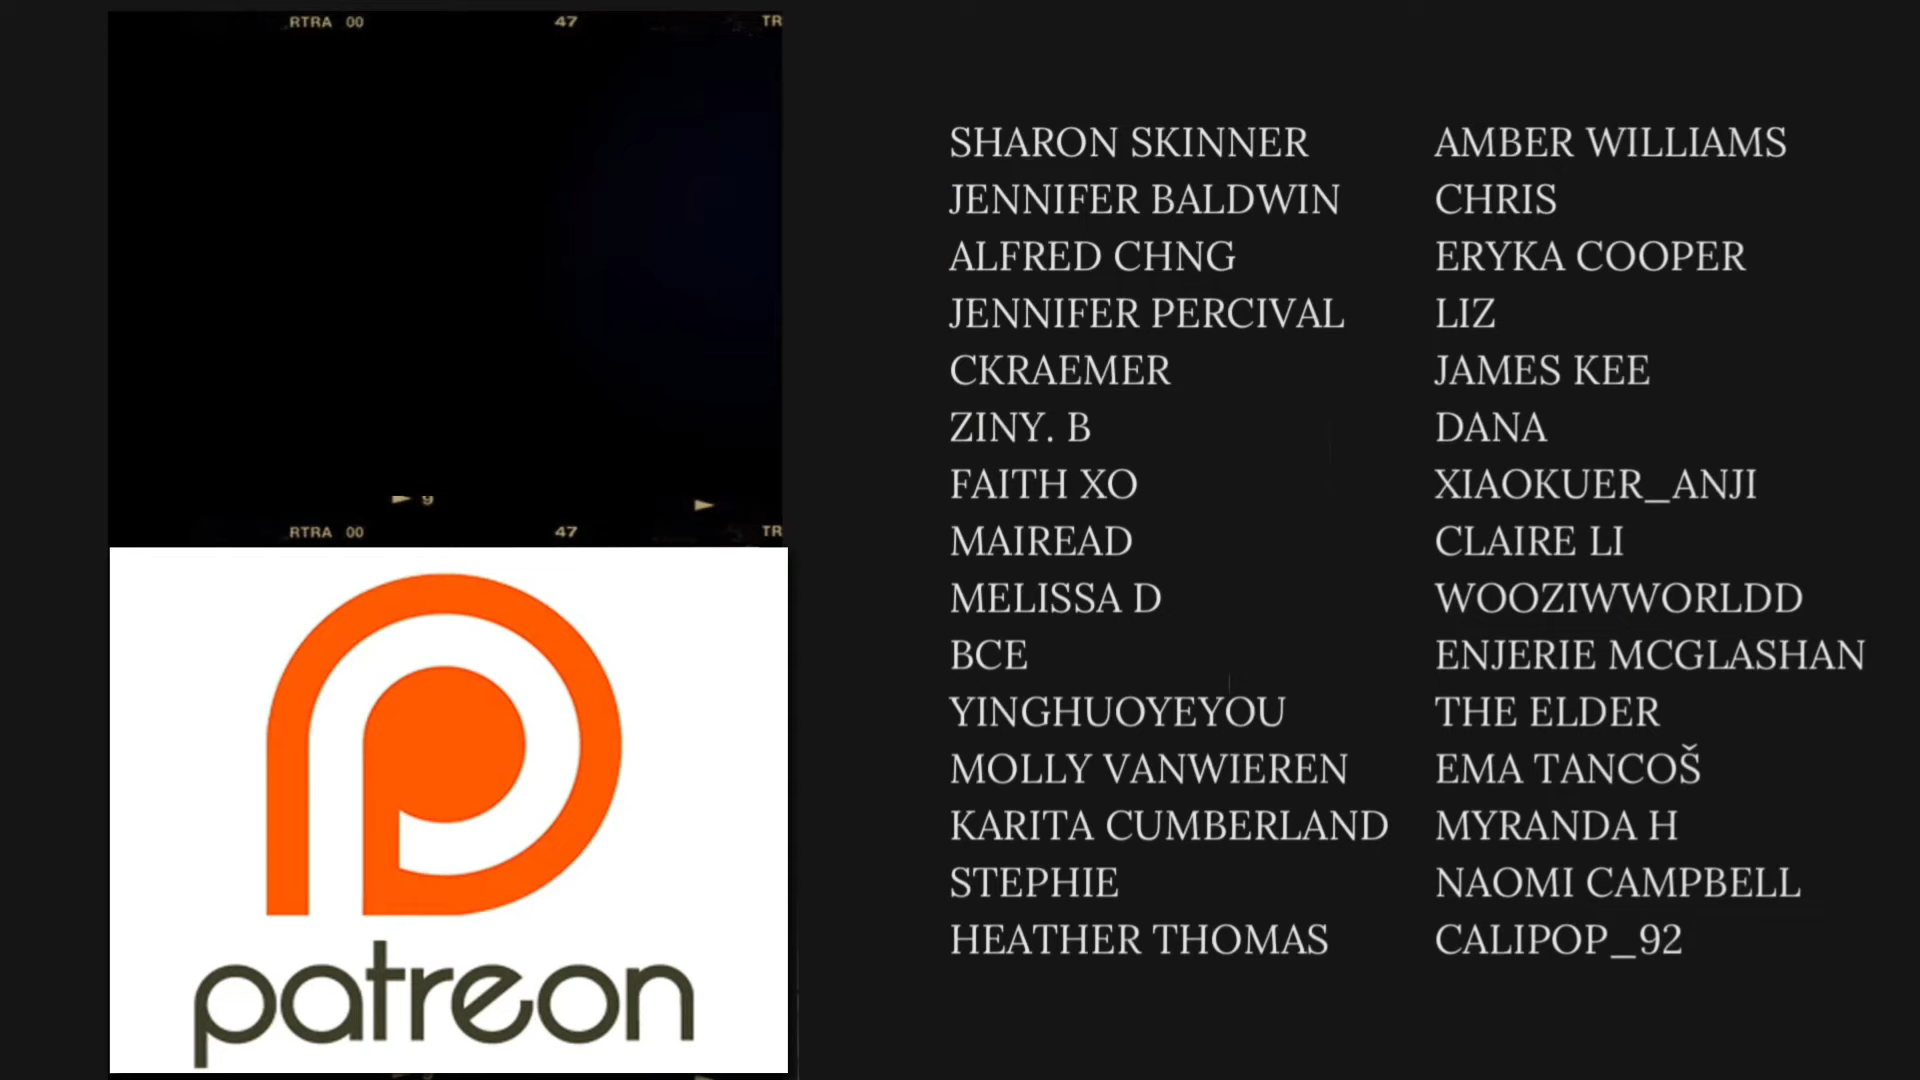 RTRA 00 47 TR
9
RTRA 00 47 TR
patreon
SHARON SKINNER
JENNIFER BALDWIN
ALFRED CHNG
JENNIFER PERCIVAL
CKRAEMER
ZINY. B
FAITH XO
MAIREAD
MELISSA D
BCE
YINGHUOYEYOU
MOLLY VANWIEREN
KARITA CUMBERLAND
STEPHIE
HEATHER THOMAS
AMBER WILLIAMS
CHRIS
ERYKA COOPER
LIZ
JAMES KEE
DANA
XIAOKUER_ANJI
CLAIRE LI
WOOZIWWORLDD
ENJERIE MCGLASHAN
THE ELDER
EMA TANCOŠ
MYRANDA H
NAOMI CAMPBELL
CALIPOP_92